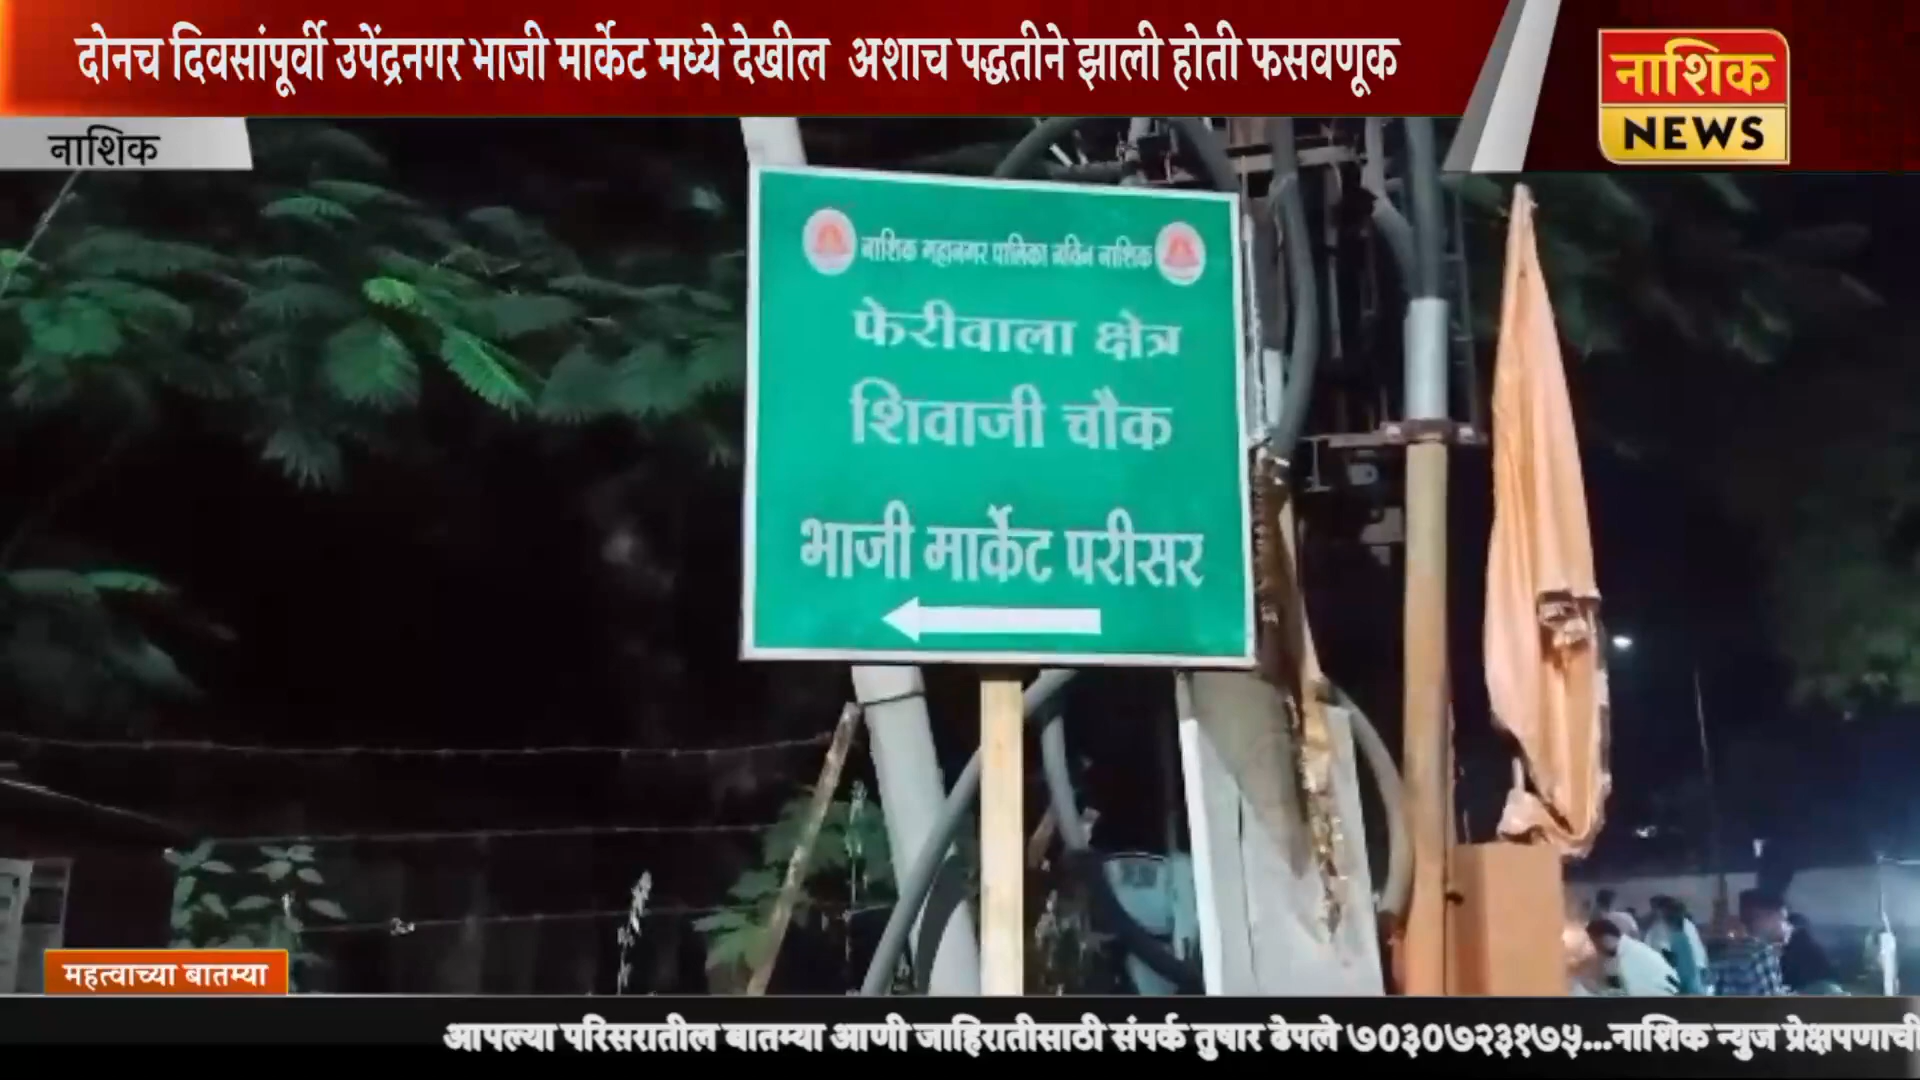 दोनच दिवसांपूर्वी उपेंद्रनगर भाजी मार्केट मध्ये देखील अशाच पद्धतीने झाली होती फसवणूक
नाशिक
NEWS
नाशिक
नाशिक महानगर पालिका नविन नाशिक
फेरीवाला क्षेत्र
शिवाजी चौक
भाजी मार्केट परीसर
महत्वाच्या बातम्या
आपल्या परिसरातील बातम्या आणी जाहिरातीसाठी संपर्क तुषार ढेपले ७०३०७२३१७५...नाशिक न्युज प्रेक्षपणाची